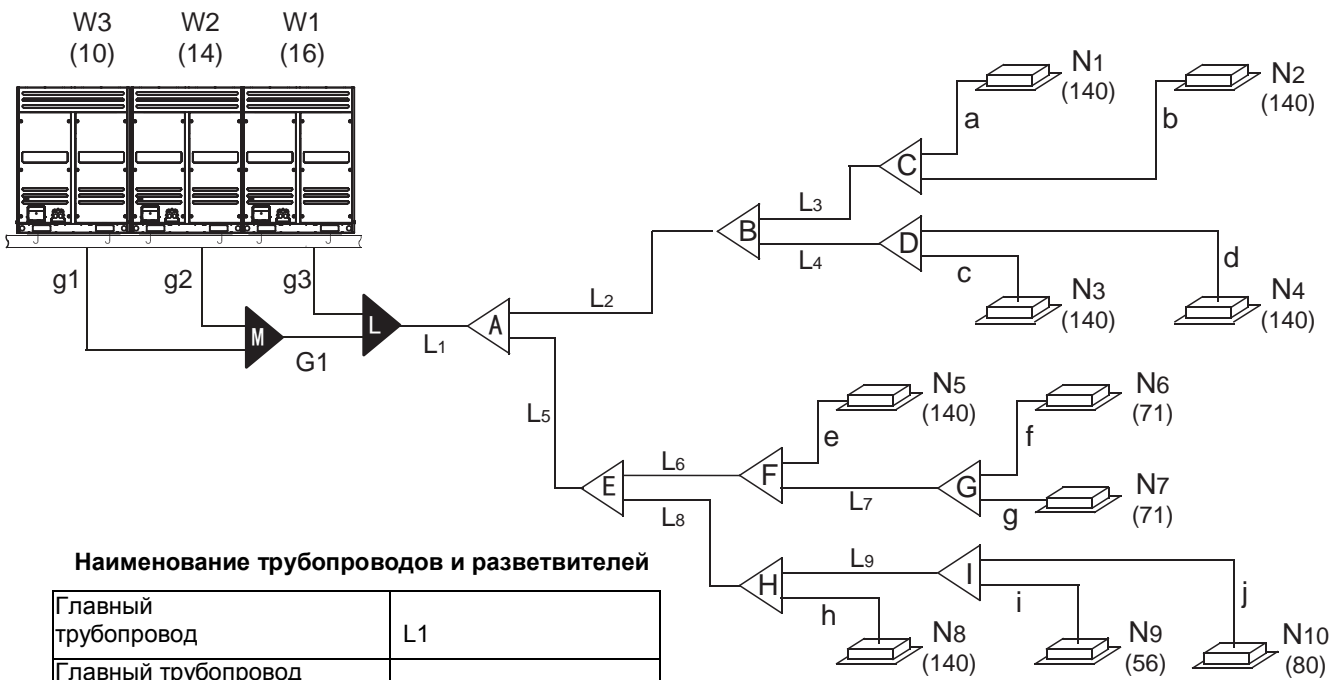 W3 W2 W1
(10) (14) (16)
N1
(140)
N2
(140)
a
b
C
L3
B
L4
D
c
d
N3
(140)
N4
(140)
g1 g2 g3
M
L
G1
L1
A
L2
L5
N5
(140)
N6
(71)
e
f
L6
F
E
L7
G
g
N7
(71)
L8
L9
H
I
h
i
j
N8
(140)
N9
(56)
N10
(80)
Наименование трубопроводов и разветвителей
Главный
трубопровод L1
Главный трубопровод